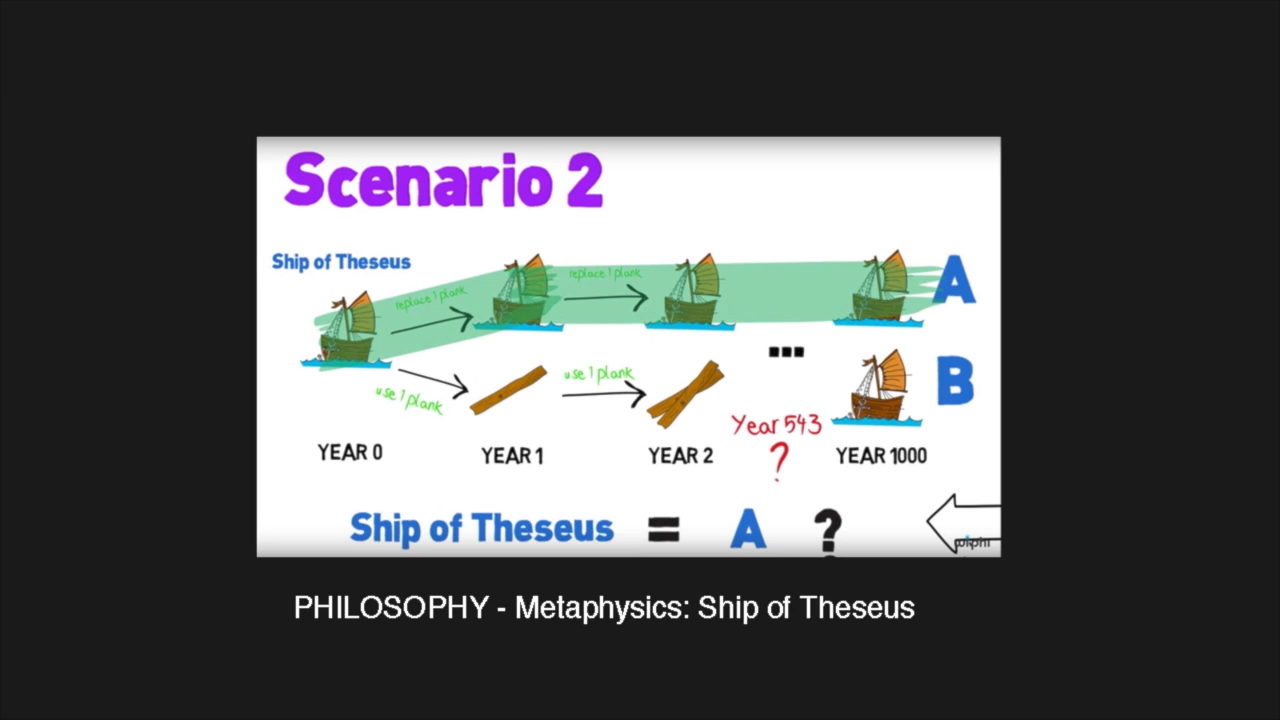 Scenario 2
Ship of Theseus
replace 1 plank
replace 1 plank
A
use 1 plank
use 1 plank
...
B
Year 543
?
YEAR 0
YEAR 1
YEAR 2
YEAR 1000
Ship of Theseus = A ?
wiphi
PHILOSOPHY - Metaphysics: Ship of Theseus